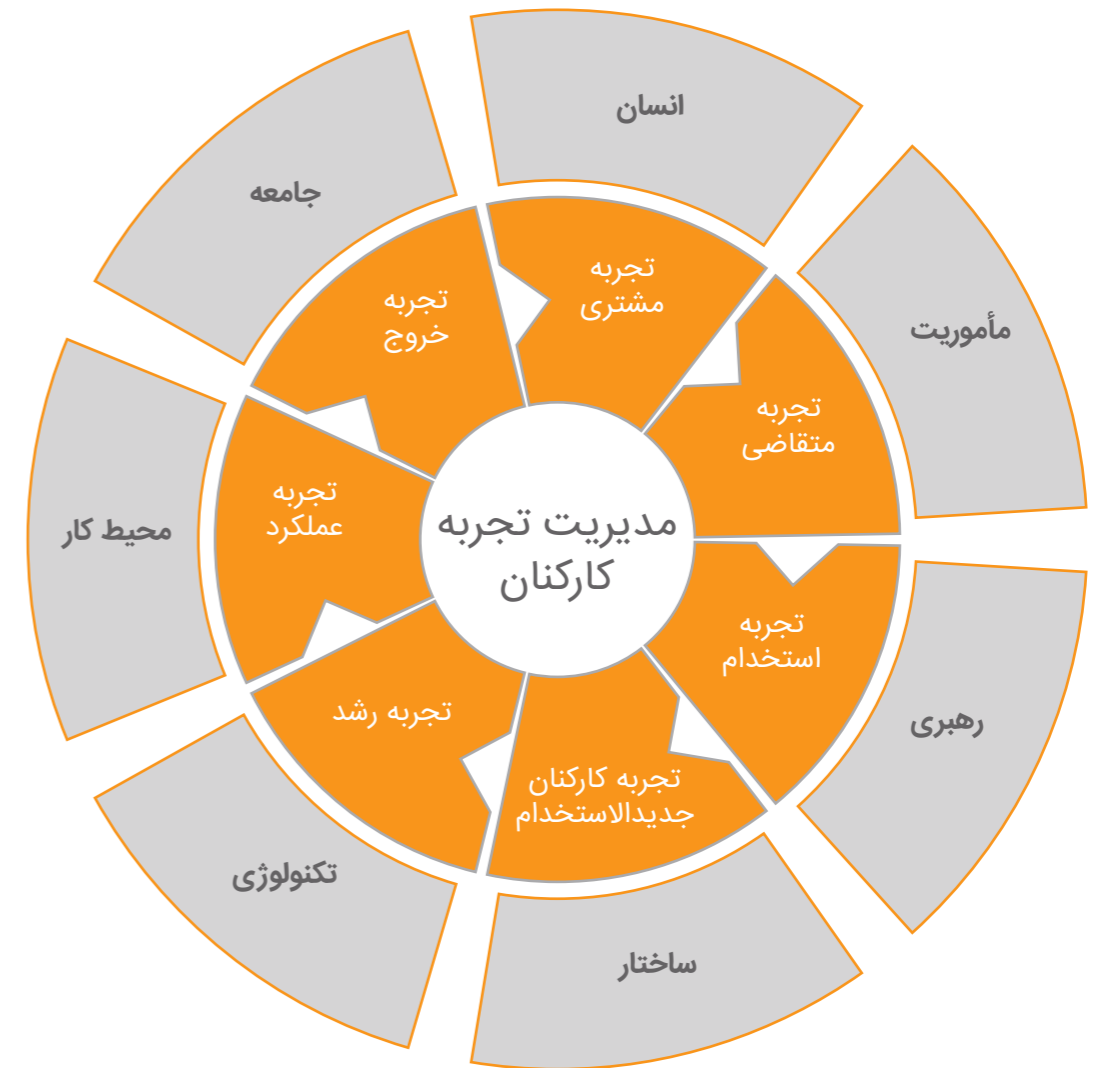 انسان
مأموریت
رهبری
ساختار
تکنولوژی
محیط کار
جامعه
تجربه
مشتری
تجربه
متقاضی
تجربه
استخدام
تجربه کارکنان
جدیدالاستخدام
تجربه رشد
تجربه
عملکرد
تجربه
خروج
مدیریت تجربه
کارکنان